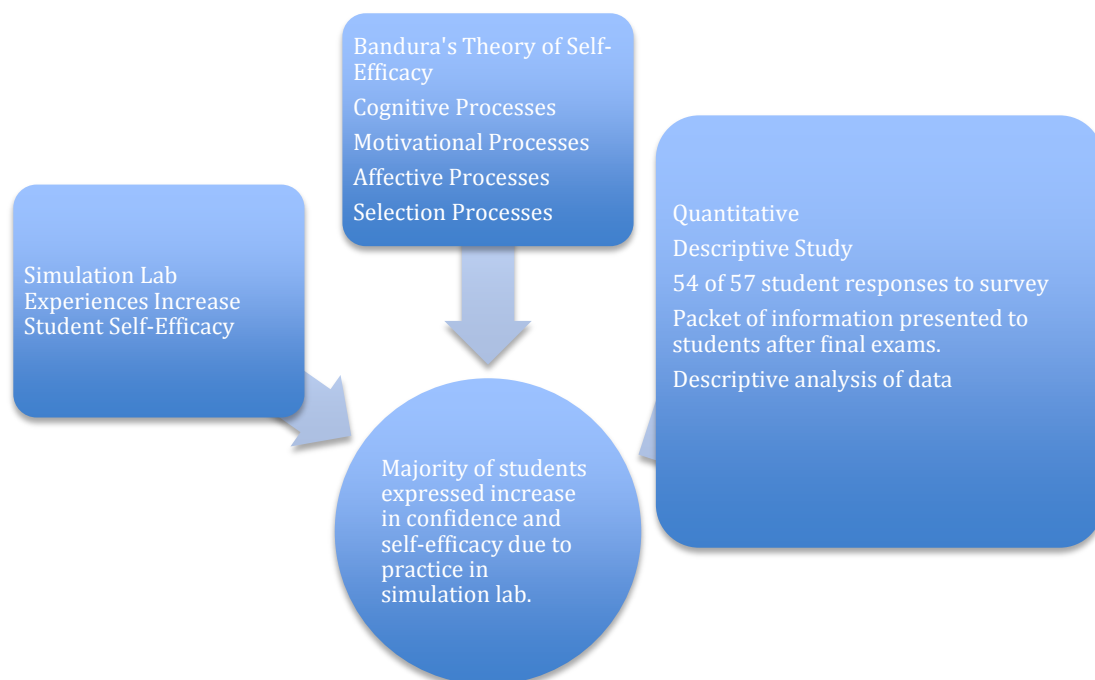 Bandura's Theory of Self-
Efficacy
Cognitive Processes
Motivational Processes
Affective Processes
Selection Processes
Simulation Lab
Experiences Increase
Student Self-Efficacy
Quantitative
Descriptive Study
54 of 57 student responses to survey
Packet of information presented to
students after final exams.
Descriptive analysis of data
Majority of students
expressed increase
in confidence and
self-efficacy due to
practice in
simulation lab.